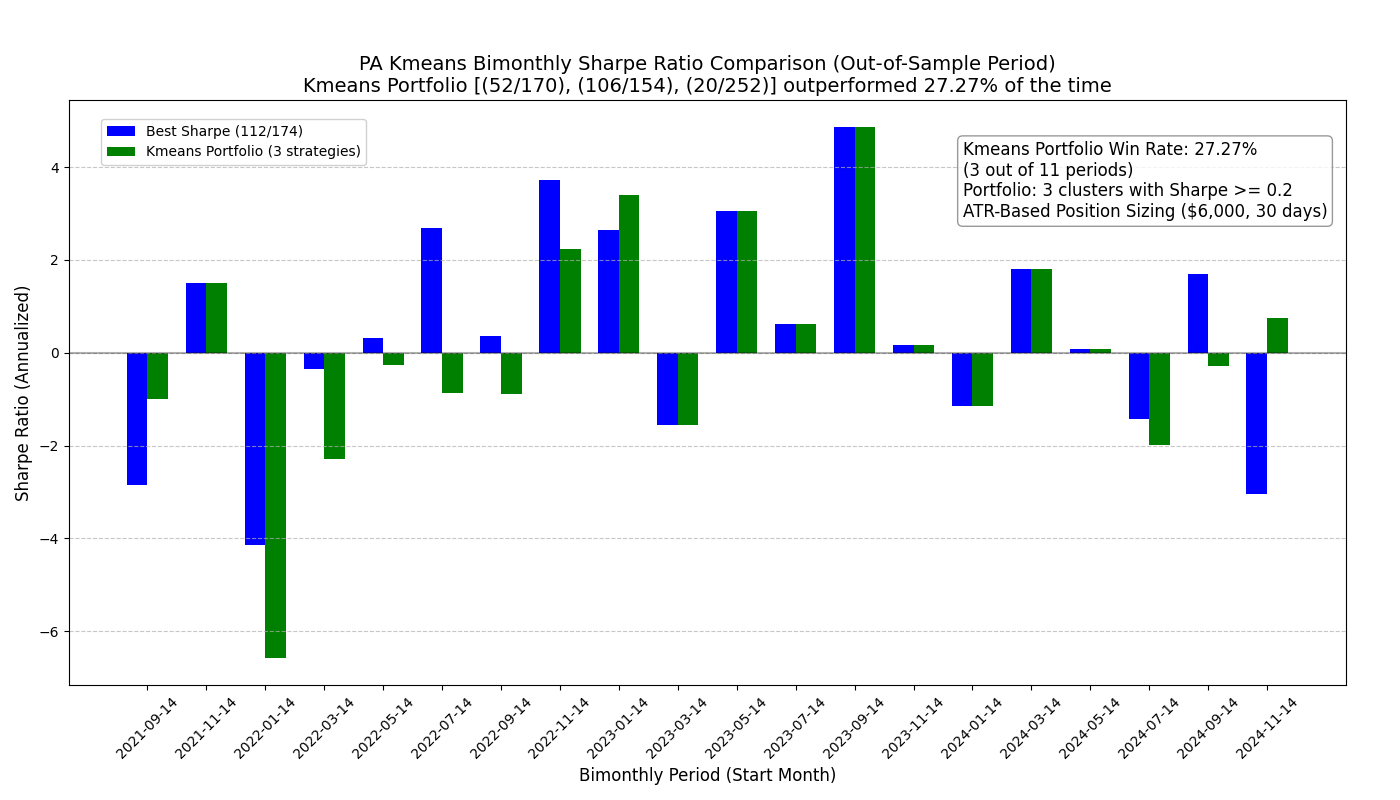 PA Kmeans Bimonthly Sharpe Ratio Comparison (Out-of-Sample Period)
Kmeans Portfolio [(52/170), (106/154), (20/252)] outperformed 27.27% of the time
Best Sharpe (112/174)
Kmeans Portfolio (3 strategies)
Kmeans Portfolio Win Rate: 27.27%
(3 out of 11 periods)
Portfolio: 3 clusters with Sharpe >= 0.2
ATR-Based Position Sizing ($6,000, 30 days)
Sharpe Ratio (Annualized)
4
2
0
−2
−4
−6
2021-09-14
2021-11-14
2022-01-14
2022-03-14
2022-05-14
2022-07-14
2022-09-14
2022-11-14
2023-01-14
2023-03-14
2023-05-14
2023-07-14
2023-09-14
2023-11-14
2024-01-14
2024-03-14
2024-05-14
2024-07-14
2024-09-14
2024-11-14
Bimonthly Period (Start Month)